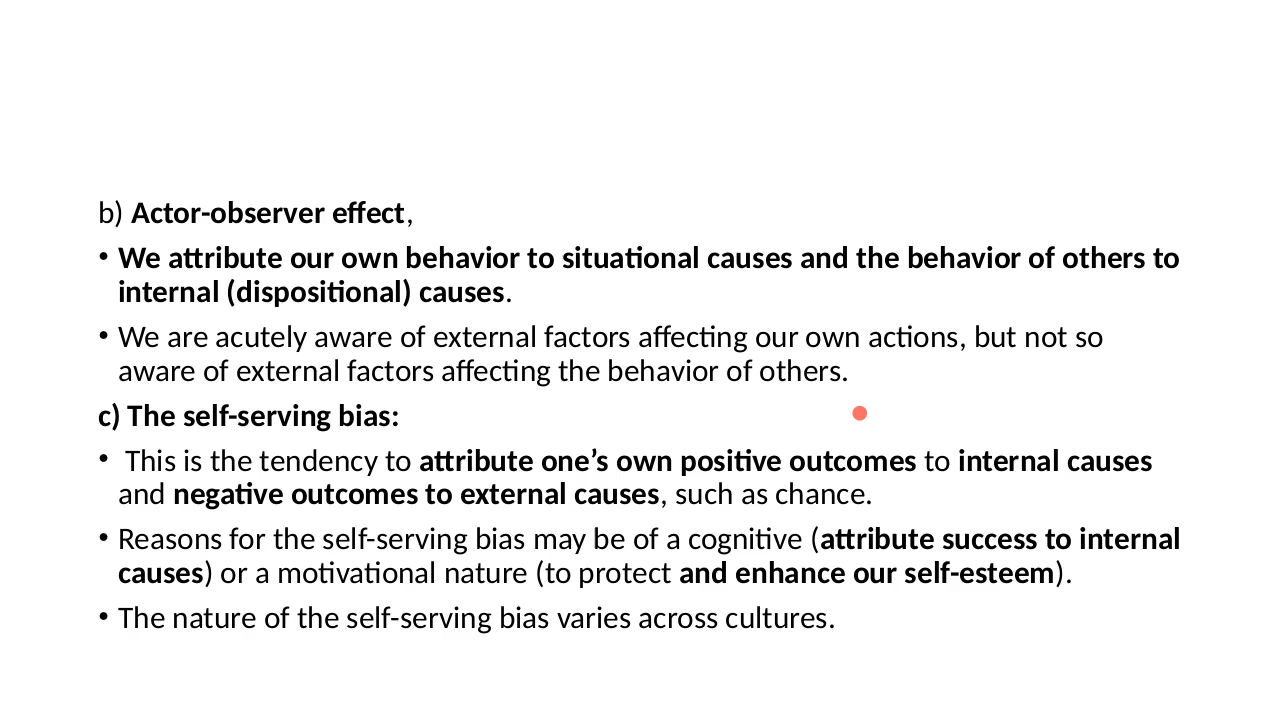 b) Actor-observer effect,
• We attribute our own behavior to situational causes and the behavior of others to
internal (dispositional) causes.
• We are acutely aware of external factors affecting our own actions, but not so
aware of external factors affecting the behavior of others.
c) The self-serving bias:
• This is the tendency to attribute one’s own positive outcomes to internal causes
and negative outcomes to external causes, such as chance.
• Reasons for the self-serving bias may be of a cognitive (attribute success to internal
causes) or a motivational nature (to protect and enhance our self-esteem).
• The nature of the self-serving bias varies across cultures.